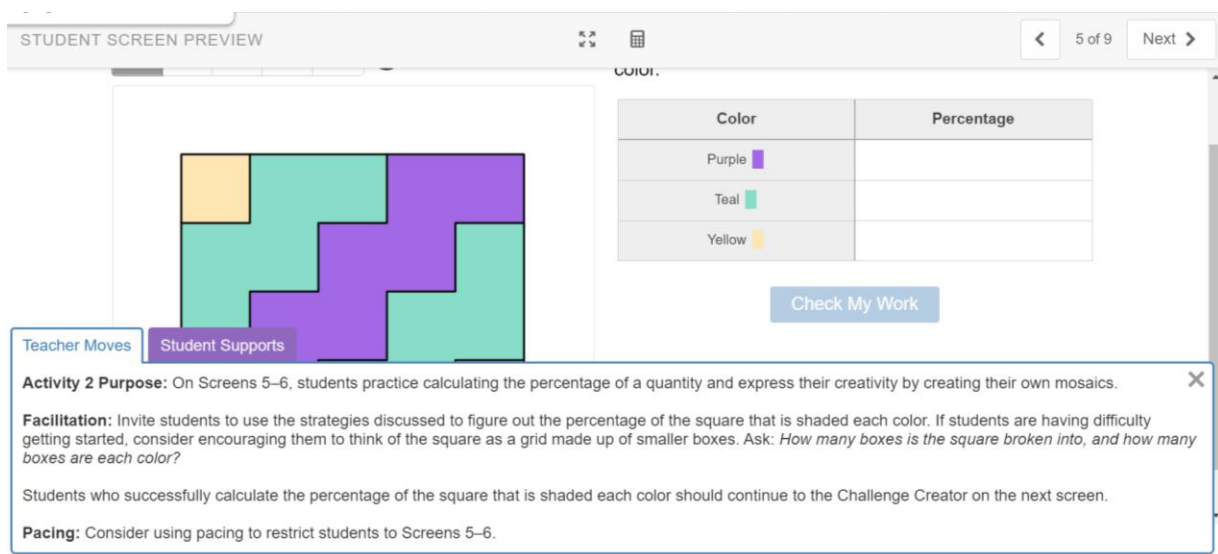 STUDENT SCREEN PREVIEW
5 of 9
Next
color.
Color Percentage
Purple
Teal
Yellow
Check My Work
Teacher Moves
Student Supports
Activity 2 Purpose: On Screens 5–6, students practice calculating the percentage of a quantity and express their creativity by creating their own mosaics.
Facilitation: Invite students to use the strategies discussed to figure out the percentage of the square that is shaded each color. If students are having difficulty
getting started, consider encouraging them to think of the square as a grid made up of smaller boxes. Ask: How many boxes is the square broken into, and how many
boxes are each color?
Students who successfully calculate the percentage of the square that is shaded each color should continue to the Challenge Creator on the next screen.
Pacing: Consider using pacing to restrict students to Screens 5–6.